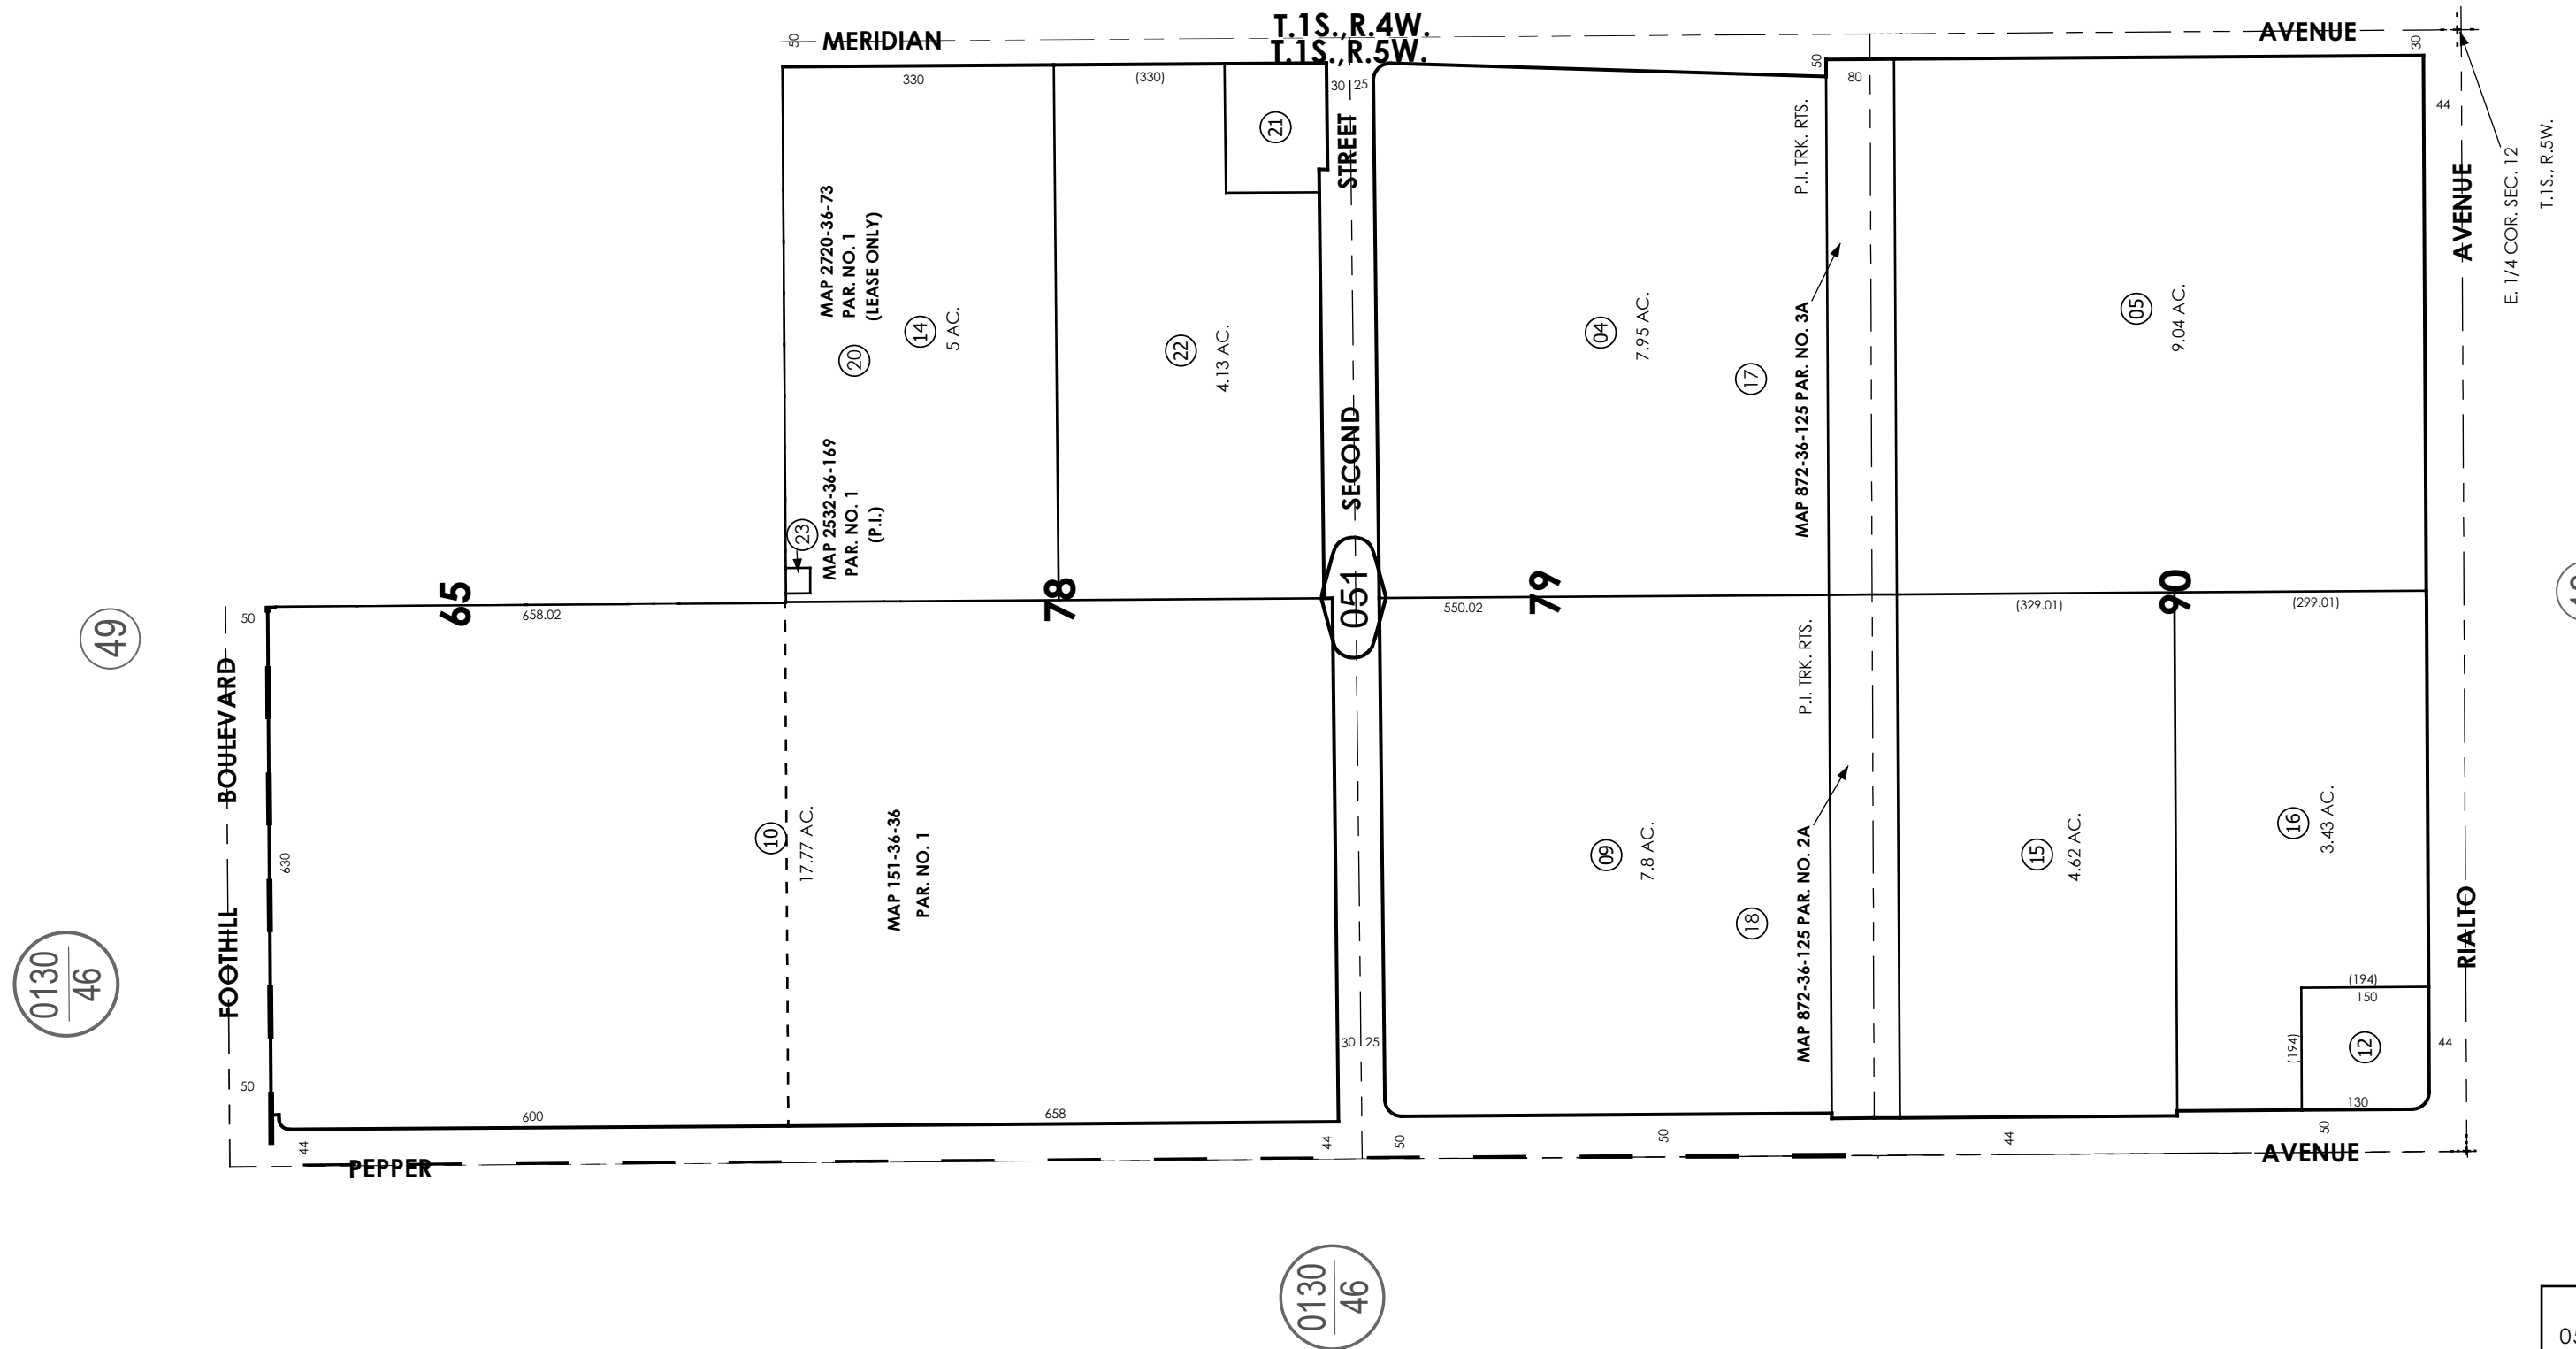 T.1S.,R.4W.
T.1S.,R.5W.
50
MERIDIAN
AVENUE
330
(330)
30
25
50
80
30
44
21
STREET
P.I. TRK. RTS.
AVENUE
E. 1/4 COR. SEC. 12
T.1S., R.5W.
MAP 2720-36-73
PAR. NO. 1
(LEASE ONLY)
20
14
5 AC.
22
4.13 AC.
04
7.95 AC.
17
MAP 872-36-125 PAR. NO. 3A
05
9.04 AC.
23
MAP 2532-36-169
PAR. NO. 1
(P.I.)
SECOND
051
49
50
65
658.02
78
550.02
79
(329.01)
90
(299.01)
BOULEVARD
P.I. TRK. RTS.
FOOTHILL
630
10
17.77 AC.
MAP 151-36-36
PAR. NO. 1
09
7.8 AC.
18
MAP 872-36-125 PAR. NO. 2A
15
4.62 AC.
16
3.43 AC.
RIALTO
0130
46
(194)
150
(194)
12
130
44
30
25
50
600
658
44
44
50
50
44
50
PEPPER
AVENUE
0130
46